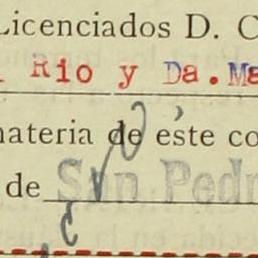 Licenciados D. C
Rio y Da. Ma
materia de este co
de San Pedr